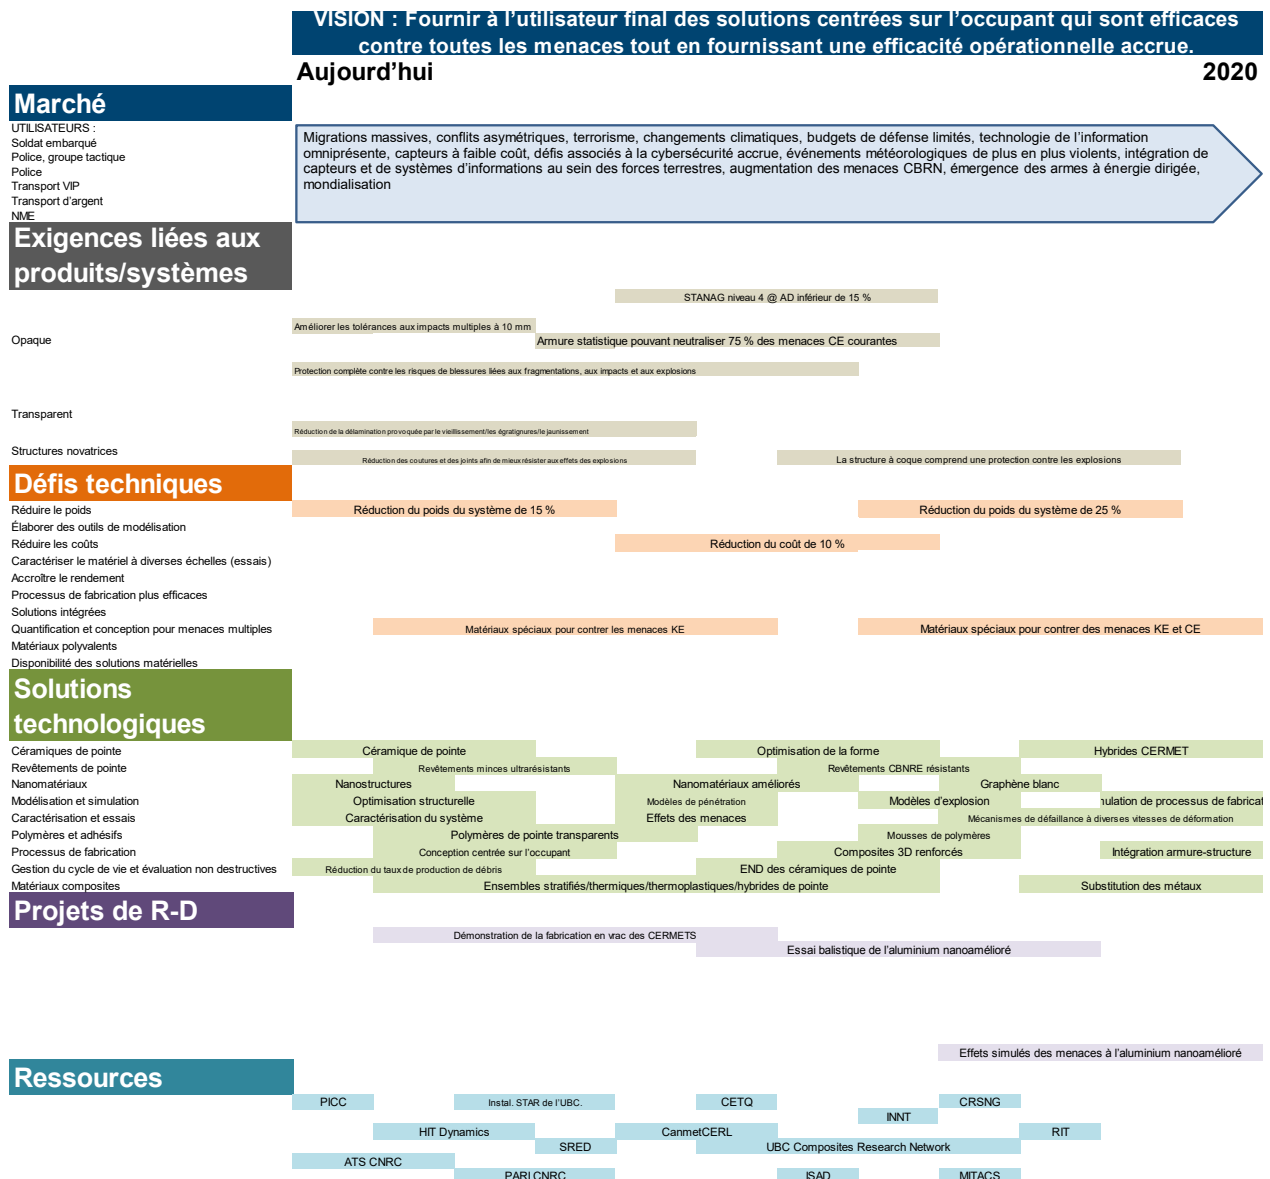 VISION : Fournir à l'utilisateur final des solutions centrées sur l'occupant qui sont efficaces
contre toutes les menaces tout en fournissant une efficacité opérationnelle accrue.
Aujourd'hui 2020
Marché
UTILISATEURS :
Soldat embarqué
Police, groupe tactique
Police
Transport VIP
Transport d'argent
NME
Migrations massives, conflits asymétriques, terrorisme, changements climatiques, budgets de défense limités, technologie de l'information
omniprésente, capteurs à faible coût, défis associés à la cybersécurité accrue, événements météorologiques de plus en plus violents, intégration de
capteurs et de systèmes d'informations au sein des forces terrestres, augmentation des menaces CBRN, émergence des armes à énergie dirigée,
mondialisation
Exigences liées aux
produits/systèmes
STANAG niveau 4 @ AD inférieur de 15 %
Améliorer les tolérances aux impacts multiples à 10 mm
Opaque Armure statistique pouvant neutraliser 75 % des menaces CE courantes
Protection complète contre les risques de blessures liées aux fragmentations, aux impacts et aux explosions
Transparent
Réduction de la délamination provoquée par le vieillissement/les égratignures/le jaunissement
Structures novatrices
Réduction des coutures et des joints afin de mieux résister aux effets des explosions La structure à coque comprend une protection contre les explosions
Défis techniques
Réduire le poids Réduction du poids du système de 15 % Réduction du poids du système de 25 %
Élaborer des outils de modélisation
Réduire les coûts Réduction du coût de 10 %
Caractériser le matériel à diverses échelles (essais)
Accroître le rendement
Processus de fabrication plus efficaces
Solutions intégrées
Quantification et conception pour menaces multiples Matériaux spéciaux pour contrer les menaces KE Matériaux spéciaux pour contrer des menaces KE et CE
Matériaux polyvalents
Disponibilité des solutions matérielles
Solutions
technologiques
Céramiques de pointe Céramique de pointe Optimisation de la forme Hybrides CERMET
Revêtements de pointe Revêtements minces ultrarésistants Revêtements CBNRE résistants
Nanomatériaux Nanostructures Nanomatériaux améliorés Graphène blanc
Modélisation et simulation Optimisation structurelle Modèles de pénétration Modèles d'explosion nulation de processus de fabricat
Caractérisation et essais Caractérisation du système Effets des menaces Mécanismes de défaillance à diverses vitesses de déformation
Polymères et adhésifs Polymères de pointe transparents Mousses de polymères
Processus de fabrication Conception centrée sur l'occupant Composites 3D renforcés Intégration armure-structure
Gestion du cycle de vie et évaluation non destructives Réduction du taux de production de débris END des céramiques de pointe
Matériaux composites Ensembles stratifiés/thermiques/thermoplastiques/hybrides de pointe Substitution des métaux
Projets de R-D
Démonstration de la fabrication en vrac des CERMETS
Essai balistique de l'aluminium nanoamélioré
Effets simulés des menaces à l'aluminium nanoamélioré
Ressources
PICC Instal. STAR de l'UBC. CETQ CRSNG
INNT
HIT Dynamics CanmetCERL RIT
SRED UBC Composites Research Network
ATS CNRC
PARI CNRC ISAD MITACS